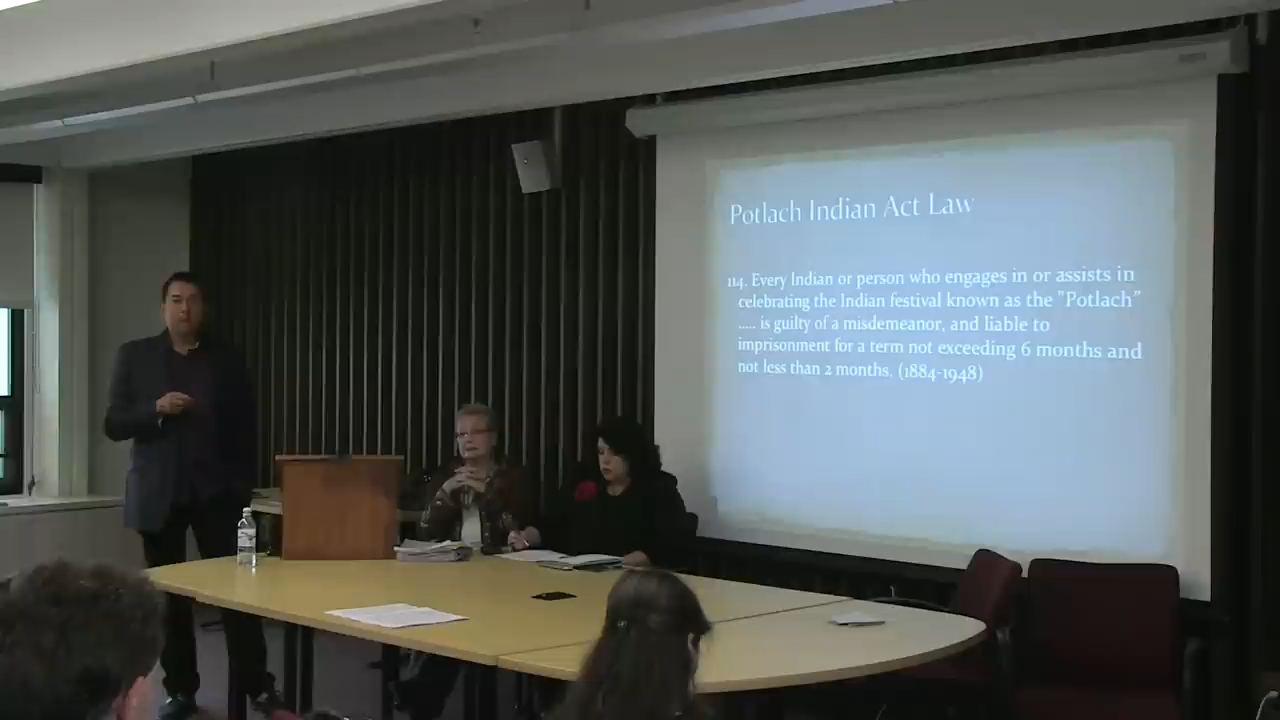 Potlach Indian Act Law
114. Every Indian or person who engages in or assists in
celebrating the Indian festival known as the "Potlach"
..... is guilty of a misdemeanor, and liable to
imprisonment for a term not exceeding 6 months and
not less than 2 months. (1884-1948)